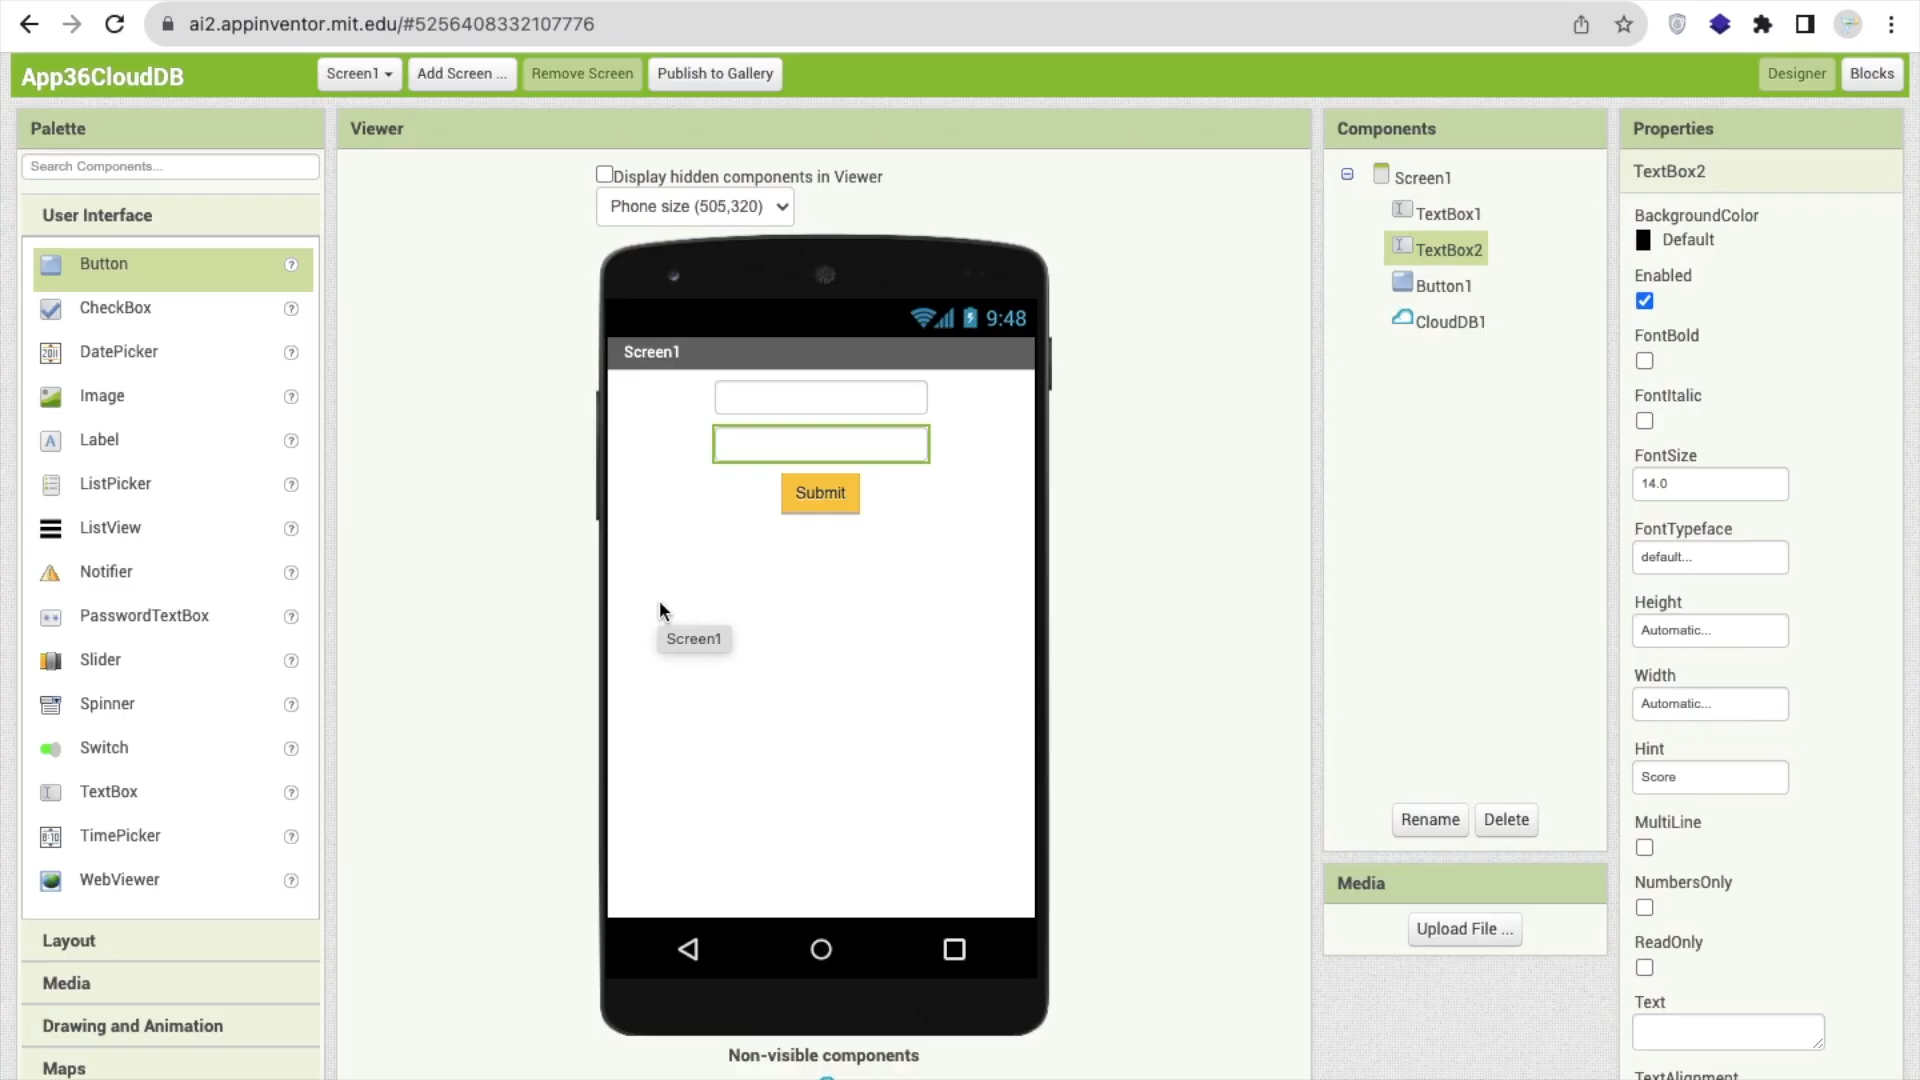 ai2.appinventor.mit.edu/#5256408332107776
App36CloudDB
Screen1
Add Screen ...
Remove Screen
Publish to Gallery
Designer
Blocks
Palette
Search Components...
User Interface
Button
CheckBox
DatePicker
Image
Label
ListPicker
ListView
Notifier
PasswordTextBox
Slider
Spinner
Switch
TextBox
TimePicker
WebViewer
Layout
Media
Drawing and Animation
Maps
Viewer
Display hidden components in Viewer
Phone size (505,320)
9:48
Screen1
Submit
Screen1
Non-visible components
Components
Screen1
TextBox1
TextBox2
Button1
CloudDB1
Rename
Delete
Media
Upload File ...
Properties
TextBox2
BackgroundColor
Default
Enabled
FontBold
FontItalic
FontSize
14.0
FontTypeface
default...
Height
Automatic...
Width
Automatic...
Hint
Score
MultiLine
NumbersOnly
ReadOnly
Text
TextAlignment